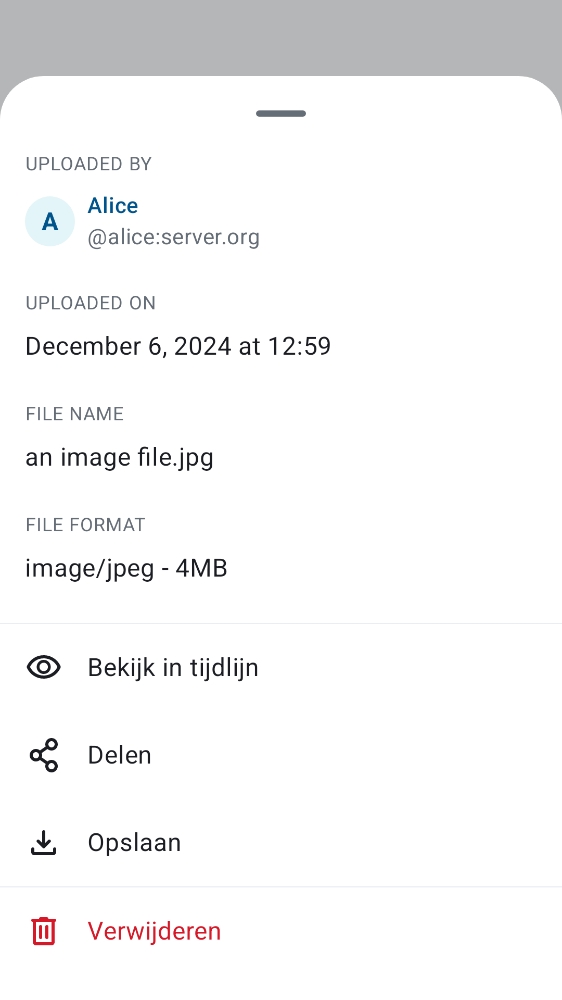 UPLOADED BY
A
Alice
@alice:server.org
UPLOADED ON
December 6, 2024 at 12:59
FILE NAME
an image file.jpg
FILE FORMAT
image/jpeg - 4MB
Bekijk in tijdlijn
Delen
Opslaan
Verwijderen